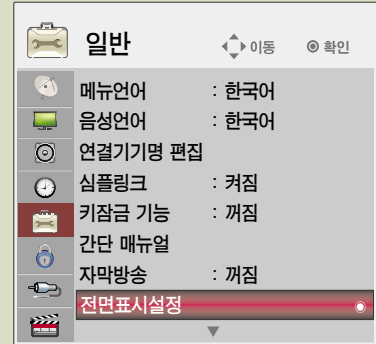 일반 이동 확인
메뉴언어 : 한국어
음성언어 : 한국어
연결기기명 편집
심플링크 : 켜짐
키잠금 기능 : 꺼짐
간단 매뉴얼
자막방송 : 꺼짐
전면표시설정